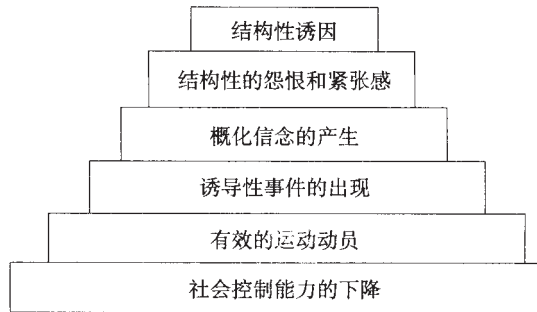 结构性诱因
结构性的怨恨和紧张感
概化信念的产生
诱导性事件的出现
有效的运动动员
社会控制能力的下降